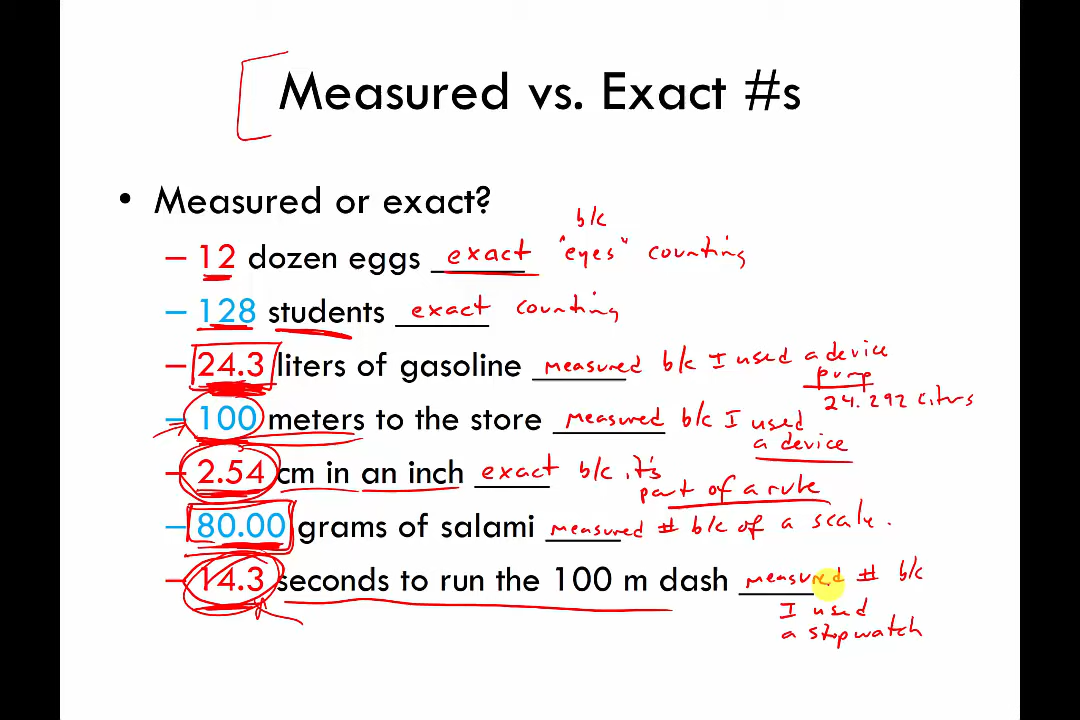 Measured vs. Exact #s
• Measured or exact?
b/c
– 12 dozen eggs exact "eyes" counting
– 128 students exact counting
– 24.3 liters of gasoline measured b/c I used a device
pump
24.292 liters
– 100 meters to the store measured b/c I used
a device
– 2.54 cm in an inch exact b/c it's
part of a rule
– 80.00 grams of salami measured # b/c of a scale.
– 14.3 seconds to run the 100 m dash measured # b/c
I used
a stopwatch